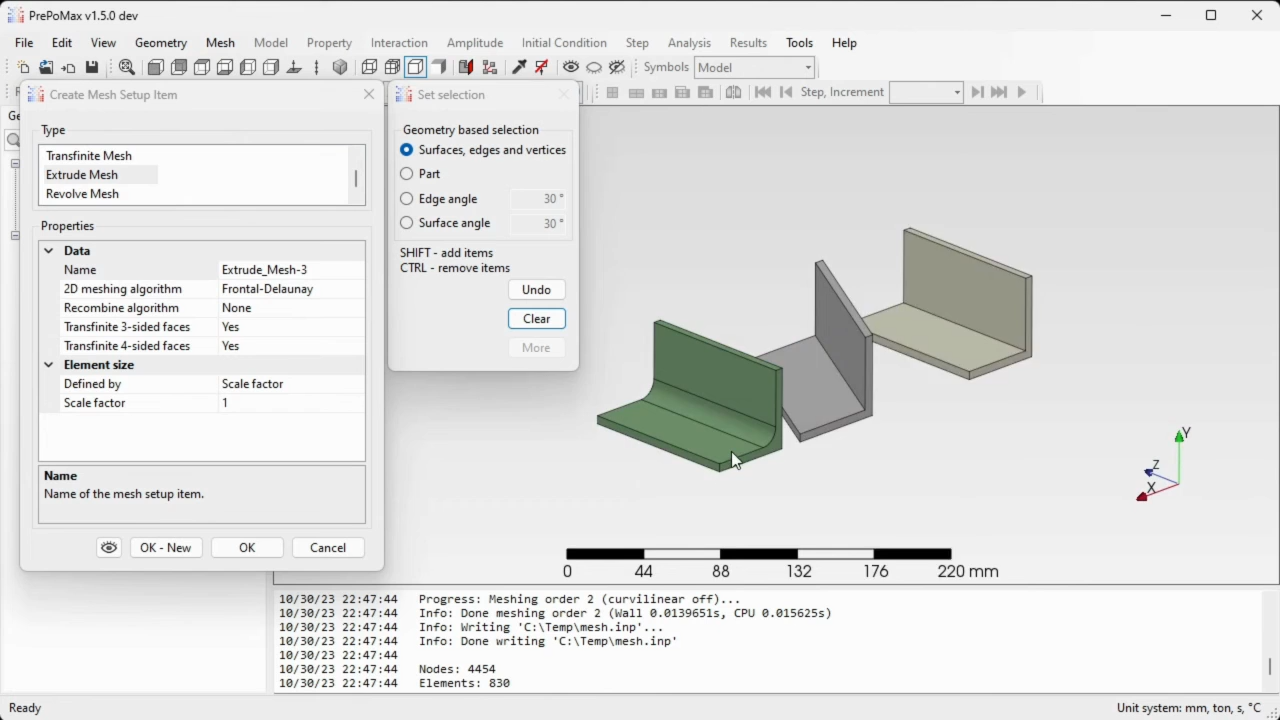 PrePoMax v1.5.0 dev
File Edit View Geometry Mesh Model Property Interaction Amplitude Initial Condition Step Analysis Results Tools Help
Symbols Model
Step, Increment
Create Mesh Setup Item
Type
Transfinite Mesh
Extrude Mesh
Revolve Mesh
Properties
Data
Name Extrude_Mesh-3
2D meshing algorithm Frontal-Delaunay
Recombine algorithm None
Transfinite 3-sided faces Yes
Transfinite 4-sided faces Yes
Element size
Defined by Scale factor
Scale factor 1
Name
Name of the mesh setup item.
OK - New OK Cancel
Set selection
Geometry based selection
Surfaces, edges and vertices
Part
Edge angle 30 °
Surface angle 30 °
SHIFT - add items
CTRL - remove items
Undo
Clear
More
Y
Z
X
0 44 88 132 176 220 mm
10/30/23 22:47:44 Progress: Meshing order 2 (curvilinear off)...
10/30/23 22:47:44 Info: Done meshing order 2 (Wall 0.0139651s, CPU 0.015625s)
10/30/23 22:47:44 Info: Writing 'C:\Temp\mesh.inp'...
10/30/23 22:47:44 Info: Done writing 'C:\Temp\mesh.inp'
10/30/23 22:47:44
10/30/23 22:47:44 Nodes: 4454
10/30/23 22:47:44 Elements: 830
Ready
Unit system: mm, ton, s, °C